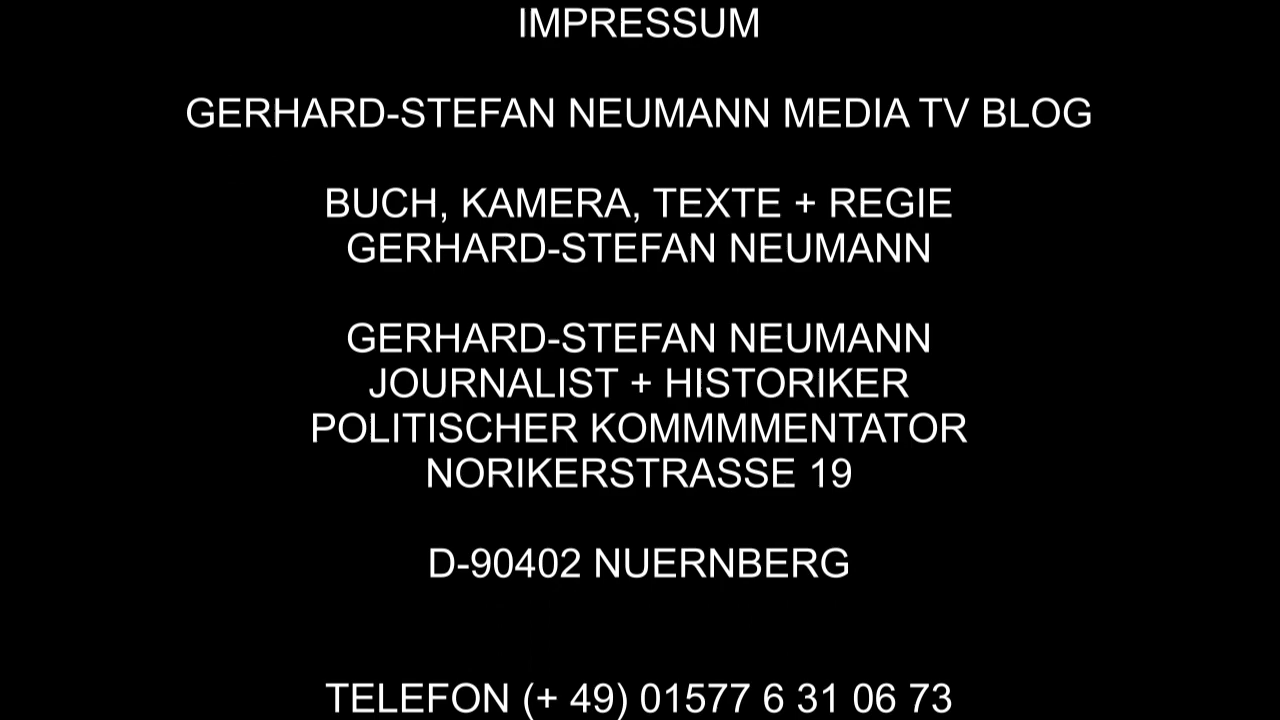 IMPRESSUM
GERHARD-STEFAN NEUMANN MEDIA TV BLOG
BUCH, KAMERA, TEXTE + REGIE
GERHARD-STEFAN NEUMANN
GERHARD-STEFAN NEUMANN
JOURNALIST + HISTORIKER
POLITISCHER KOMMMMENTATOR
NORIKERSTRASSE 19
D-90402 NUERNBERG
TELEFON (+ 49) 01577 6 31 06 73